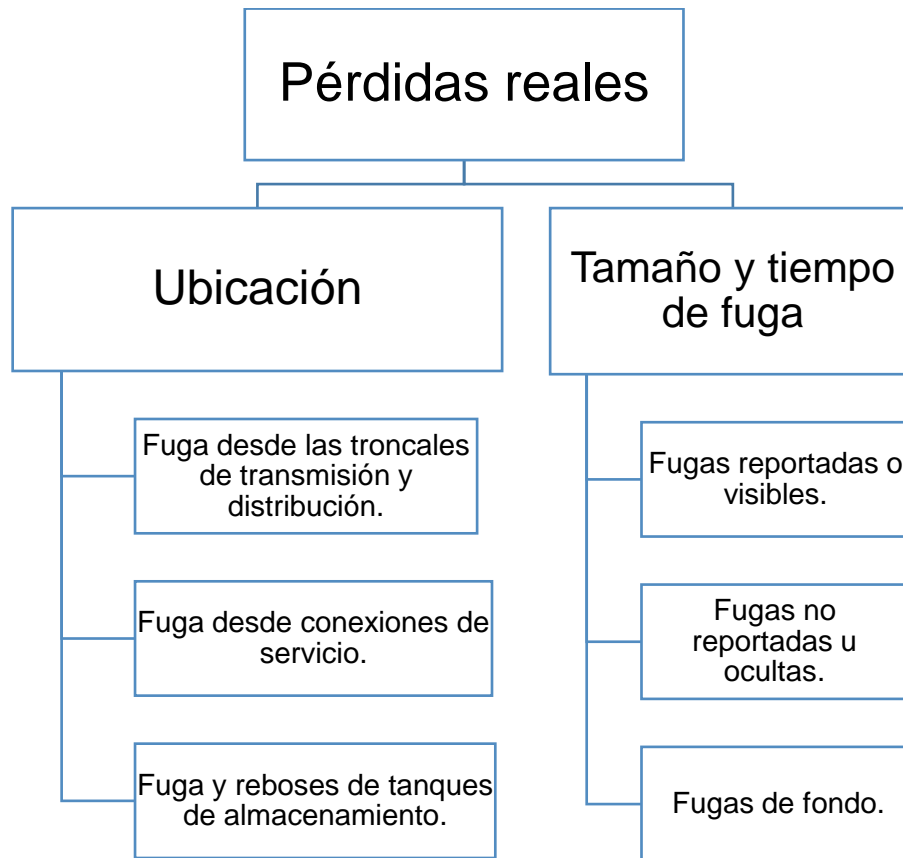 Pérdidas reales
Ubicación
Fuga desde las troncales
de transmisión y
distribución.
Fuga desde conexiones de
servicio.
Fuga y reboses de tanques
de almacenamiento.
Tamaño y tiempo
de fuga
Fugas reportadas o
visibles.
Fugas no
reportadas u
ocultas.
Fugas de fondo.